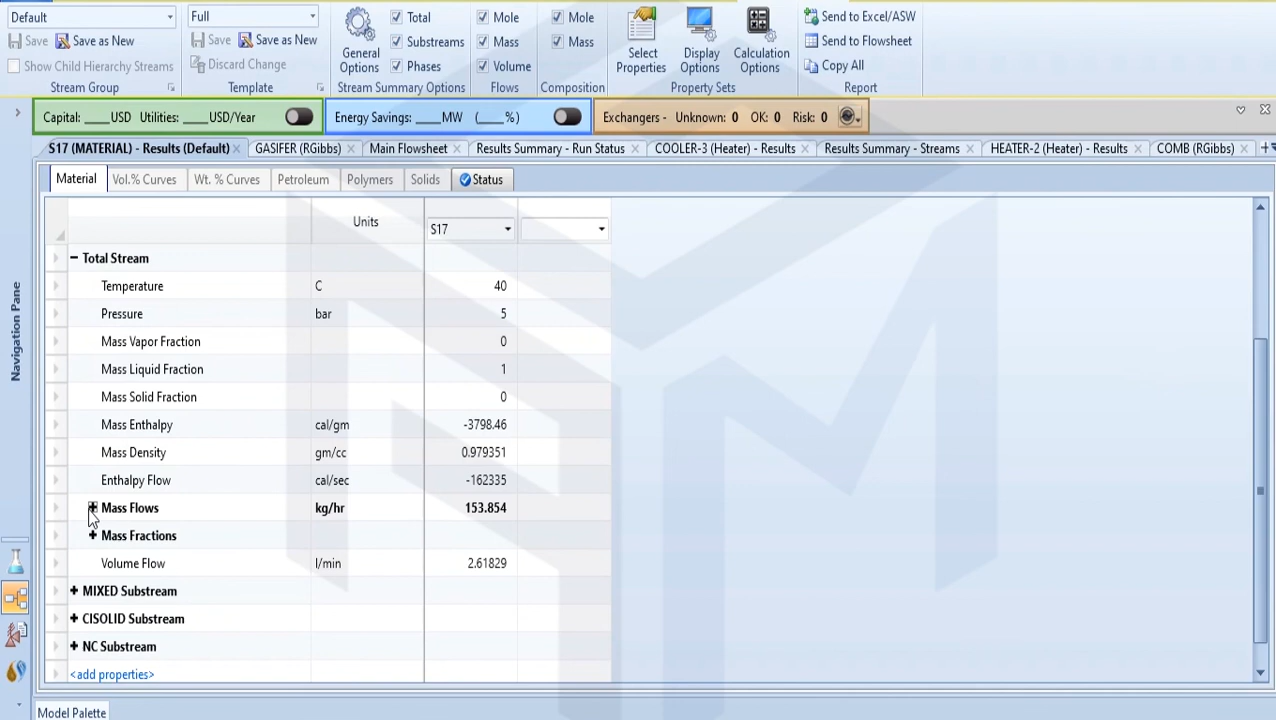 Default
Save
Save as New
Show Child Hierarchy Streams
Stream Group
Full
Save
Save as New
Discard Change
Template
General Options
Total
Substreams
Phases
Stream Summary Options
Mole
Mass
Volume
Flows
Mole
Mass
Composition
Select Properties
Display Options
Calculation Options
Property Sets
Send to Excel/ASW
Send to Flowsheet
Copy All
Report
Capital: ____USD Utilities: ____USD/Year
Energy Savings: ____MW (____%)
Exchangers - Unknown: 0 OK: 0 Risk: 0
S17 (MATERIAL) - Results (Default) GASIFER (RGibbs) Main Flowsheet Results Summary - Run Status COOLER-3 (Heater) - Results Results Summary - Streams HEATER-2 (Heater) - Results COMB (RGibbs)
Material Vol.% Curves Wt. % Curves Petroleum Polymers Solids Status
Units S17
Total Stream
Temperature C 40
Pressure bar 5
Mass Vapor Fraction 0
Mass Liquid Fraction 1
Mass Solid Fraction 0
Mass Enthalpy cal/gm -3798.46
Mass Density gm/cc 0.979351
Enthalpy Flow cal/sec -162335
Mass Flows kg/hr 153.854
Mass Fractions
Volume Flow l/min 2.61829
MIXED Substream
CISOLID Substream
NC Substream
<add properties>
Navigation Pane
Model Palette